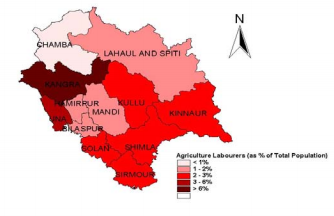 N
CHAMBA
LAHAUL AND SPITI
KANGRA
HAMIRPUR
KULLU
UNA
MANDI
KINNAUR
BILASPUR
SOLAN
SHIMLA
SIRMOUR
Agriculture Labourers (as % of Total Population)
< 1%
1 - 2%
2 - 3%
3 - 6%
> 6%